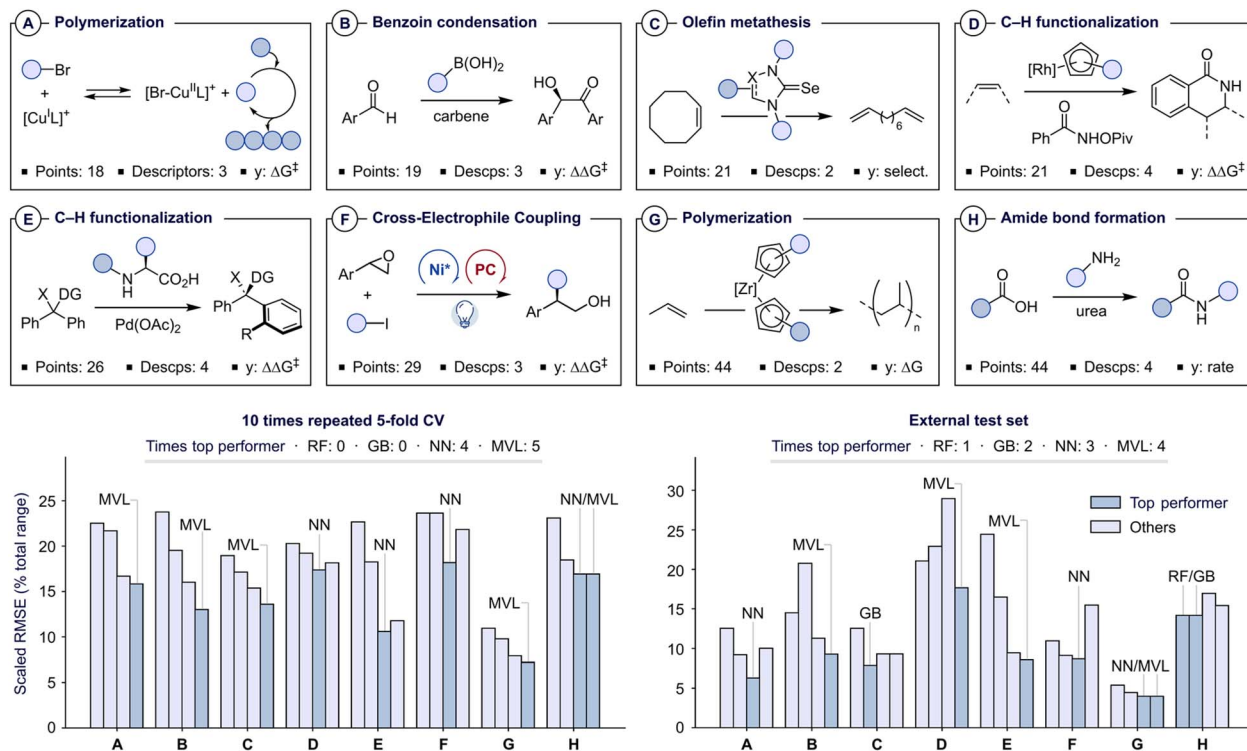 A Polymerization
Br
+
[CuᴵL]⁺
[Br-CuᴵᴵL]⁺ +
▪ Points: 18 ▪ Descriptors: 3 ▪ y: ΔG‡
B Benzoin condensation
B(OH)₂
O
Ar H
carbene
HO O
Ar Ar
▪ Points: 19 ▪ Descps: 3 ▪ y: ΔΔG‡
C Olefin metathesis
N
X
Se
N
6
▪ Points: 21 ▪ Descps: 2 ▪ y: select.
D C–H functionalization
[Rh]
O
Ph NHOPiv
O
NH
▪ Points: 21 ▪ Descps: 4 ▪ y: ΔΔG‡
E C–H functionalization
N
H
CO₂H
X DG
Ph Ph
Pd(OAc)₂
X DG
Ph
R
▪ Points: 26 ▪ Descps: 4 ▪ y: ΔΔG‡
F Cross-Electrophile Coupling
O
Ar
+
I
Ni* PC
Ar OH
▪ Points: 29 ▪ Descps: 3 ▪ y: ΔΔG‡
G Polymerization
[Zr]
n
▪ Points: 44 ▪ Descps: 2 ▪ y: ΔG
H Amide bond formation
O
OH
NH₂
urea
O
N
H
▪ Points: 44 ▪ Descps: 4 ▪ y: rate
10 times repeated 5-fold CV
Times top performer · RF: 0 · GB: 0 · NN: 4 · MVL: 5
Scaled RMSE (% total range)
25
20
15
10
5
0
MVL
MVL
MVL
NN
NN
NN
MVL
NN/MVL
A B C D E F G H
External test set
Times top performer · RF: 1 · GB: 2 · NN: 3 · MVL: 4
30
25
20
15
10
5
0
NN
MVL
GB
MVL
MVL
NN
NN/MVL
RF/GB
Top performer
Others
A B C D E F G H